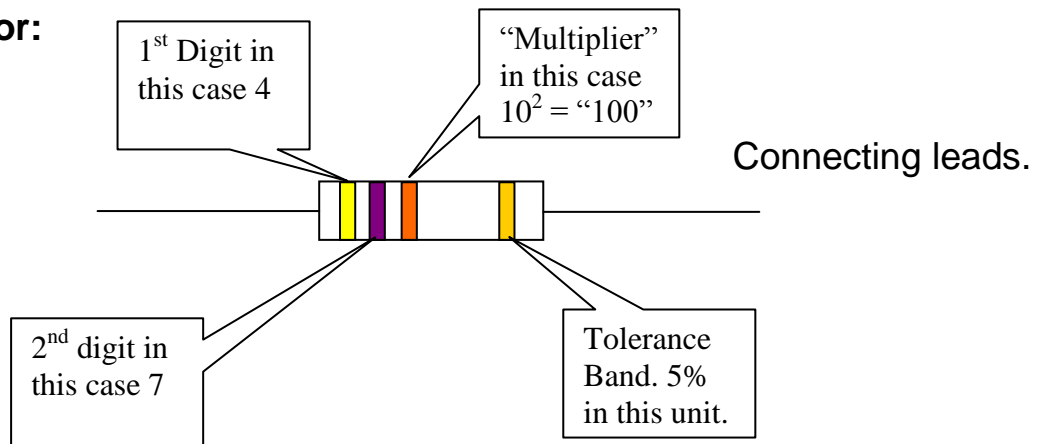 or:
1st Digit in
this case 4
“Multiplier”
in this case
10² = “100”
Connecting leads.
2nd digit in
this case 7
Tolerance
Band. 5%
in this unit.